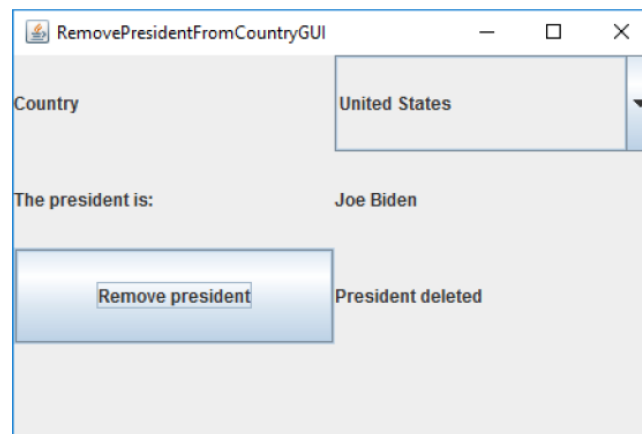 RemovePresidentFromCountryGUI
Country
United States
The president is:
Joe Biden
Remove president
President deleted